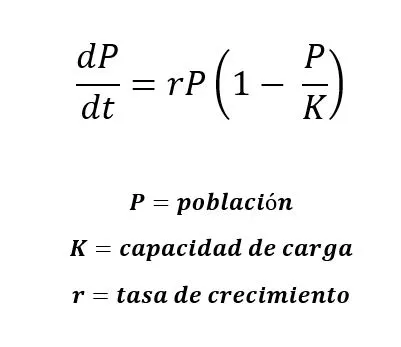 dP/dt = rP(1 − P/K)
P = población
K = capacidad de carga
r = tasa de crecimiento